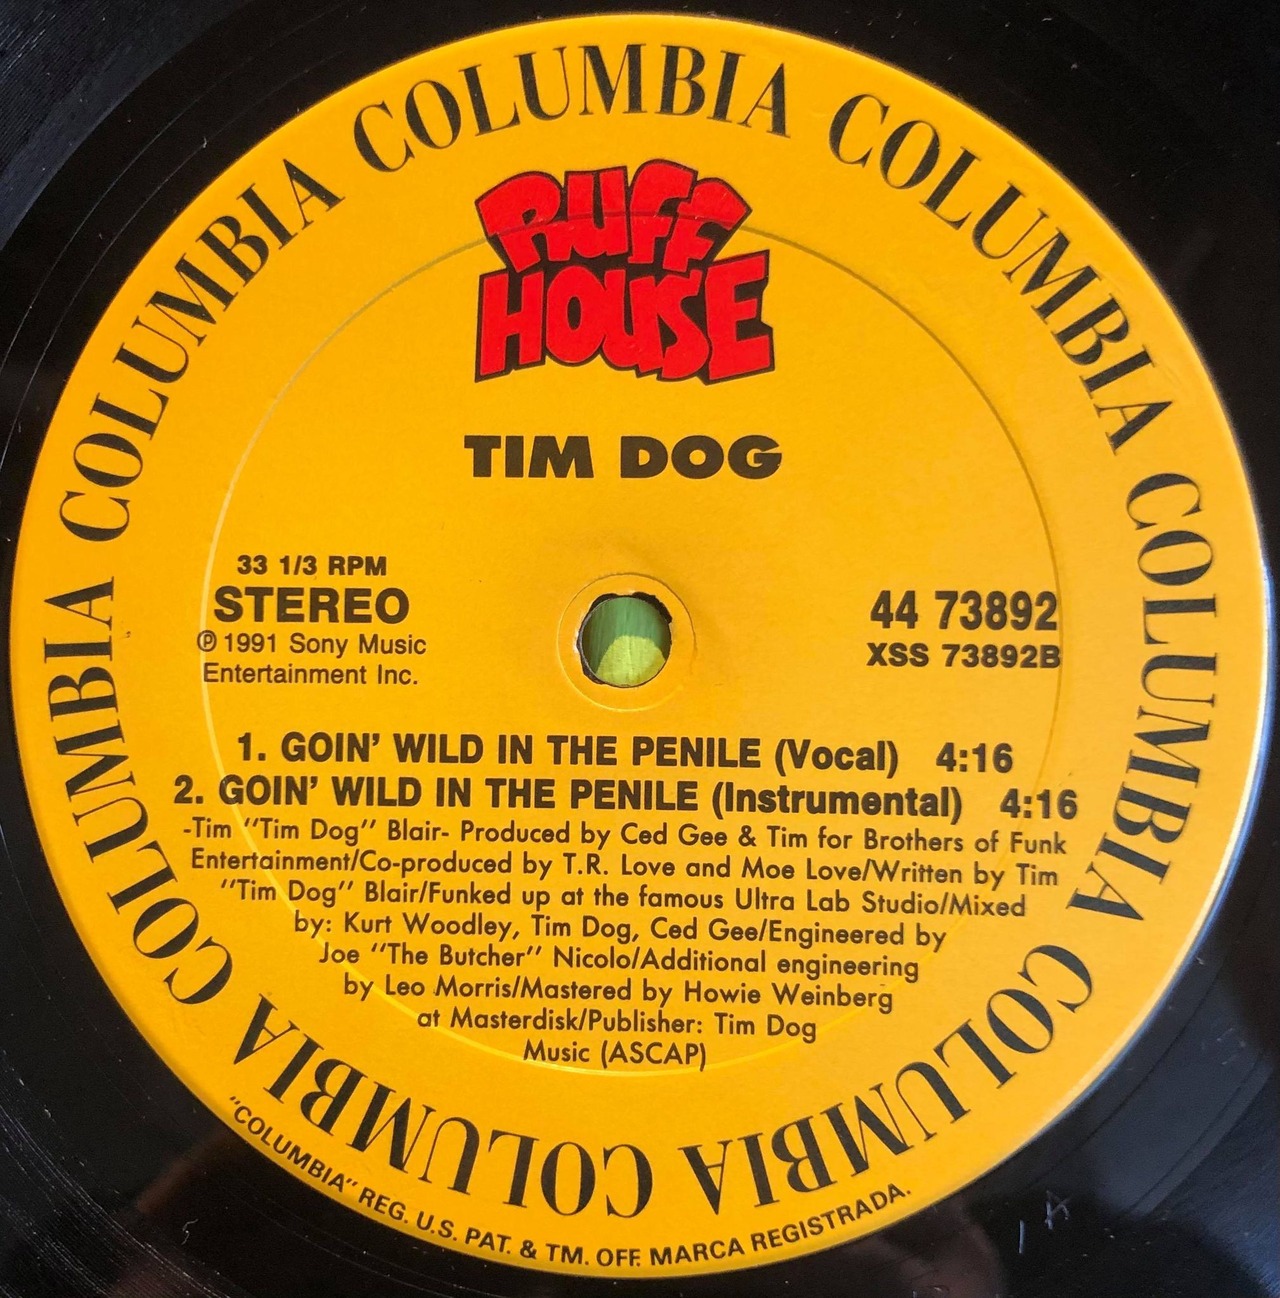 COLUMBIA COLUMBIA COLUMBIA COLUMBIA COLUMBIA COLUMBIA COLUMBIA COLUMBIA
RUFF
HOUSE
TIM DOG
33 1/3 RPM
STEREO
℗ 1991 Sony Music
Entertainment Inc.
44 73892
XSS 73892B
1. GOIN' WILD IN THE PENILE (Vocal) 4:16
2. GOIN' WILD IN THE PENILE (Instrumental) 4:16
-Tim "Tim Dog" Blair- Produced by Ced Gee & Tim for Brothers of Funk
Entertainment/Co-produced by T.R. Love and Moe Love/Written by Tim
"Tim Dog" Blair/Funked up at the famous Ultra Lab Studio/Mixed
by: Kurt Woodley, Tim Dog, Ced Gee/Engineered by
Joe "The Butcher" Nicolo/Additional engineering
by Leo Morris/Mastered by Howie Weinberg
at Masterdisk/Publisher: Tim Dog
Music (ASCAP)
"COLUMBIA" REG. U.S. PAT. & TM. OFF. MARCA REGISTRADA.